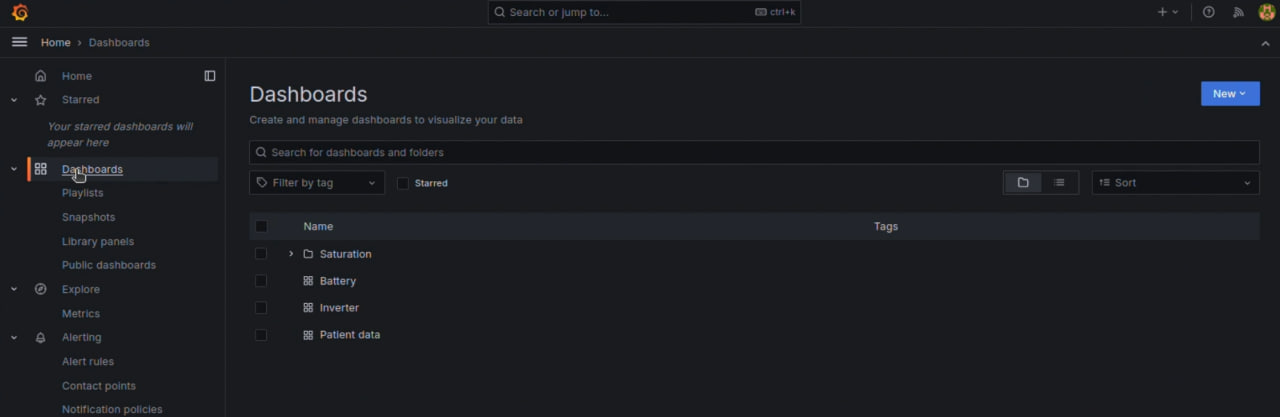 Search or jump to...
ctrl+k
Home › Dashboards
Home
Starred
Your starred dashboards will
appear here
Dashboards
Playlists
Snapshots
Library panels
Public dashboards
Explore
Metrics
Alerting
Alert rules
Contact points
Notification policies
Dashboards
New
Create and manage dashboards to visualize your data
Search for dashboards and folders
Filter by tag
Starred
Sort
Name Tags
Saturation
Battery
Inverter
Patient data